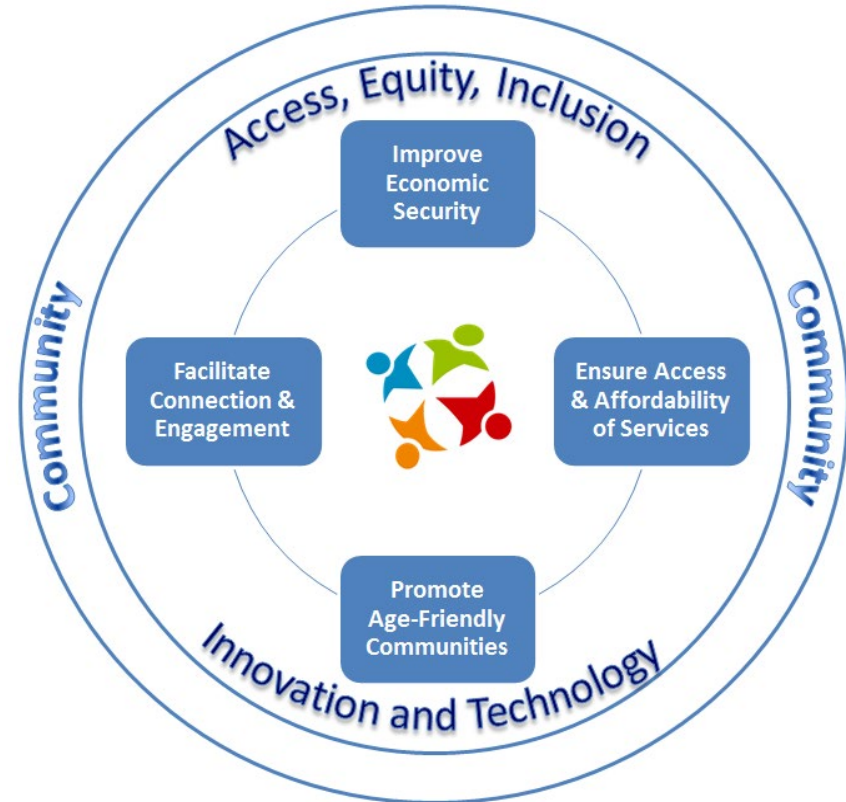 Access, Equity, Inclusion
Improve
Economic
Security
Community
Facilitate
Connection &
Engagement
Ensure Access
& Affordability
of Services
Community
Promote
Age-Friendly
Communities
Innovation and Technology